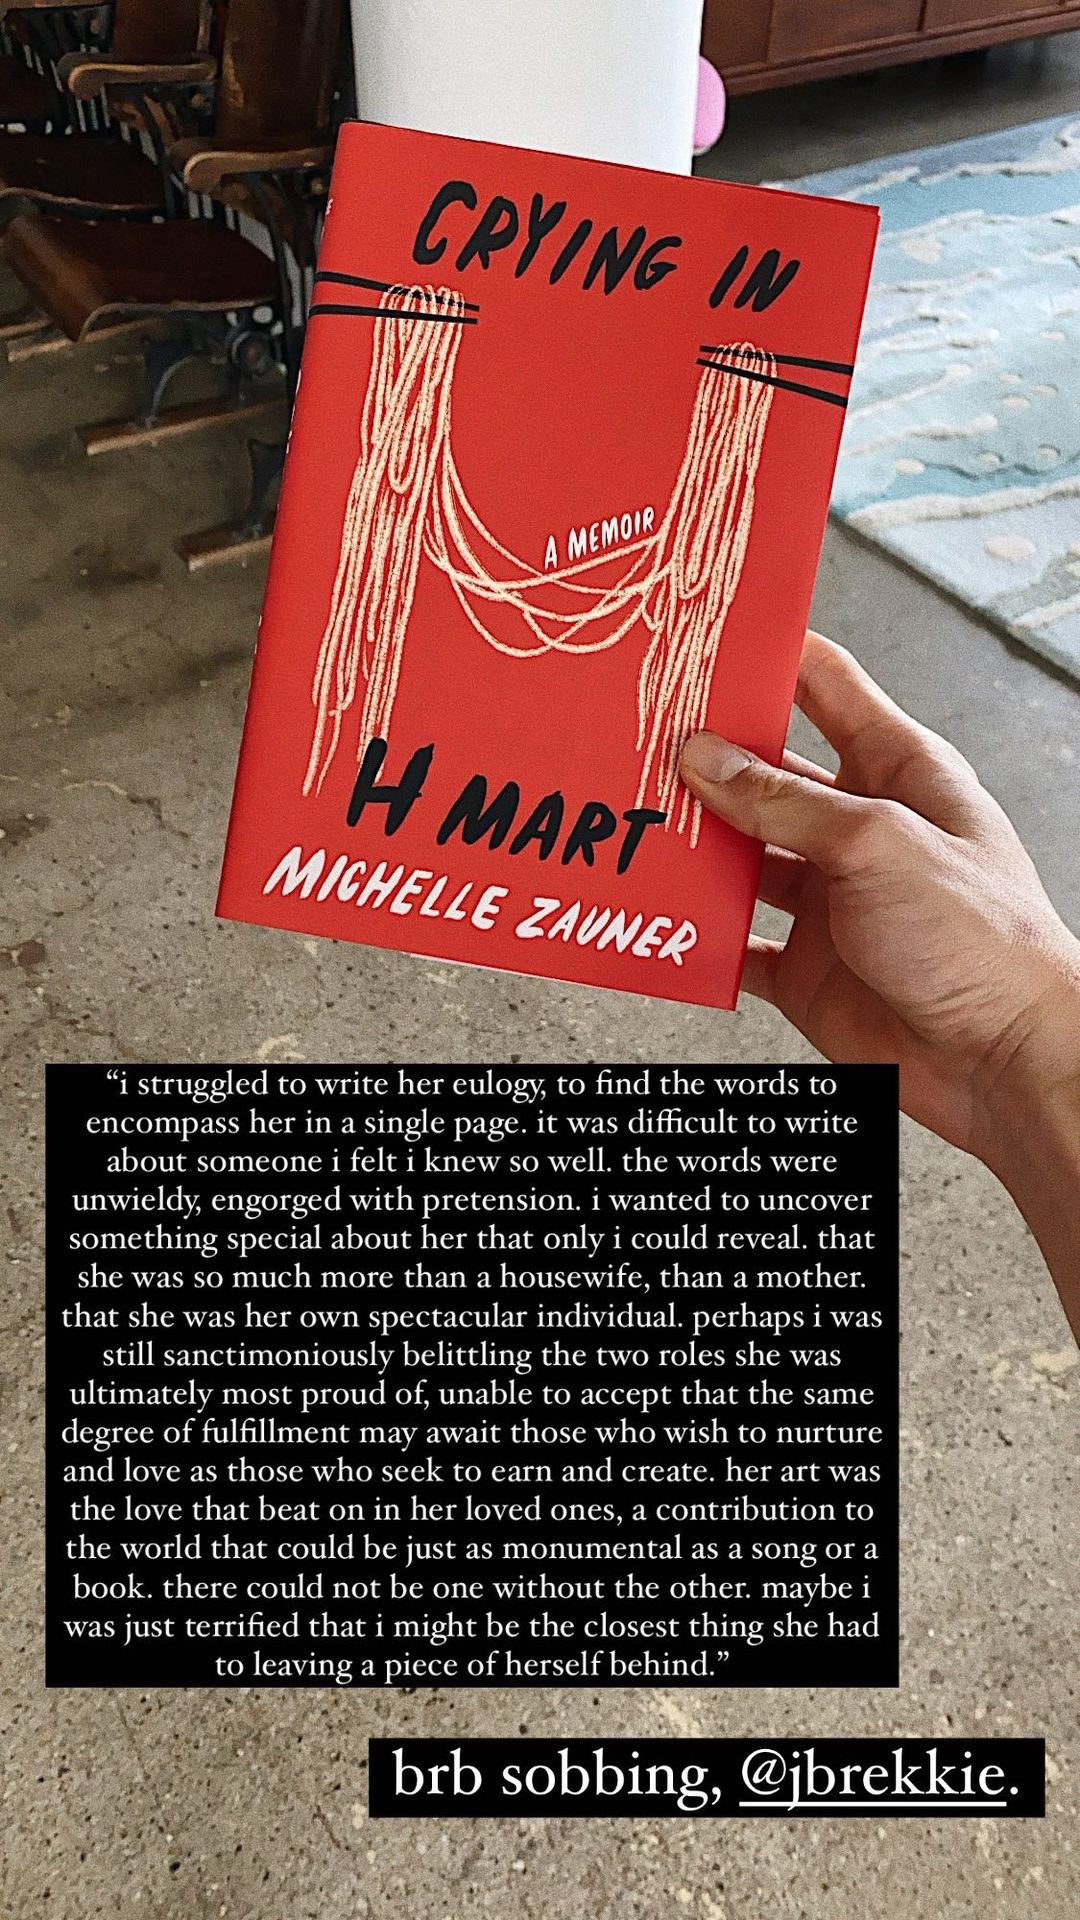 CRYING IN
A MEMOIR
H MART
MICHELLE ZAUNER
“i struggled to write her eulogy, to find the words to
encompass her in a single page. it was difficult to write
about someone i felt i knew so well. the words were
unwieldy, engorged with pretension. i wanted to uncover
something special about her that only i could reveal. that
she was so much more than a housewife, than a mother.
that she was her own spectacular individual. perhaps i was
still sanctimoniously belittling the two roles she was
ultimately most proud of, unable to accept that the same
degree of fulfillment may await those who wish to nurture
and love as those who seek to earn and create. her art was
the love that beat on in her loved ones, a contribution to
the world that could be just as monumental as a song or a
book. there could not be one without the other. maybe i
was just terrified that i might be the closest thing she had
to leaving a piece of herself behind.”
brb sobbing, @jbrekkie.